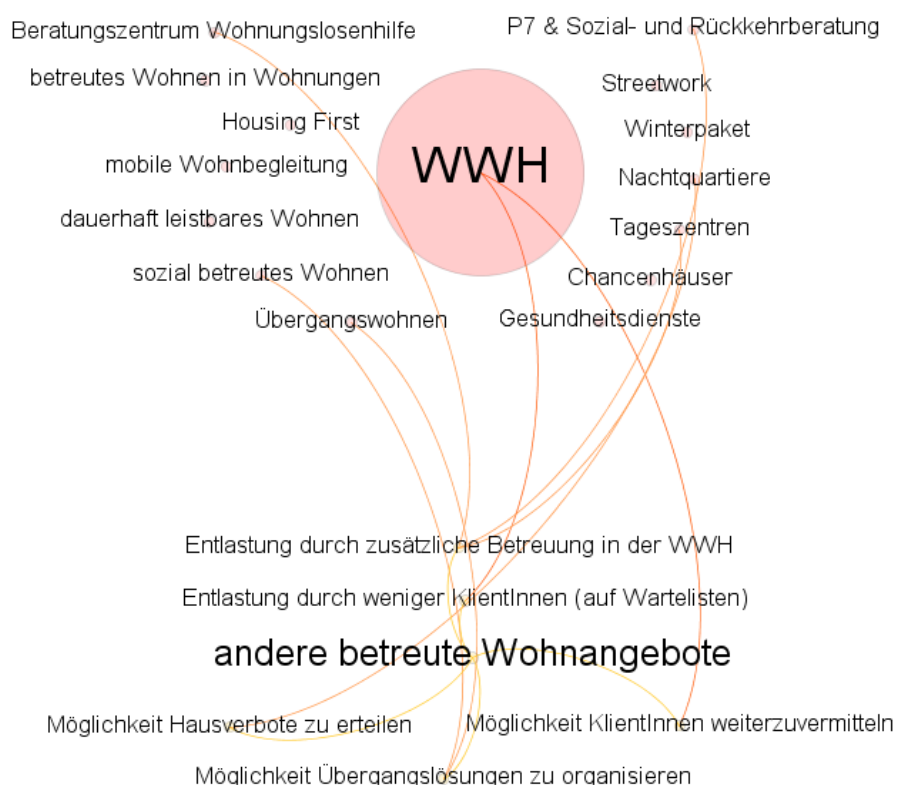 Beratungszentrum Wohnungslosenhilfe
P7 & Sozial- und Rückkehrberatung
betreutes Wohnen in Wohnungen
Streetwork
Housing First
Winterpaket
WWH
mobile Wohnbegleitung
Nachtquartiere
dauerhaft leistbares Wohnen
Tageszentren
sozial betreutes Wohnen
Chancenhäuser
Übergangswohnen
Gesundheitsdienste
Entlastung durch zusätzliche Betreuung in der WWH
Entlastung durch weniger KlientInnen (auf Wartelisten)
andere betreute Wohnangebote
Möglichkeit Hausverbote zu erteilen
Möglichkeit KlientInnen weiterzuvermitteln
Möglichkeit Übergangslösungen zu organisieren